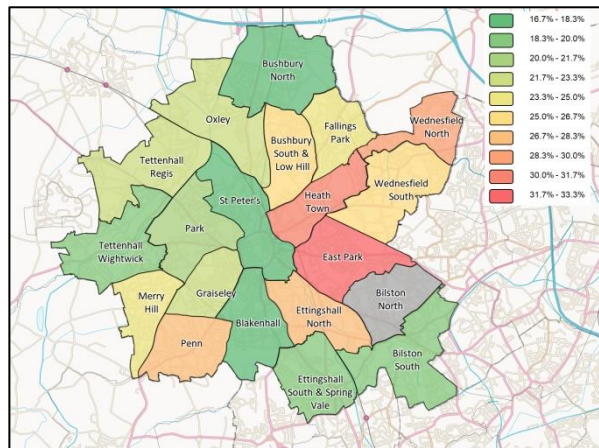 16.7% - 18.3%
18.3% - 20.0%
20.0% - 21.7%
21.7% - 23.3%
23.3% - 25.0%
25.0% - 26.7%
26.7% - 28.3%
28.3% - 30.0%
30.0% - 31.7%
31.7% - 33.3%
Bushbury
North
Oxley
Bushbury
South &
Low Hill
Fallings
Park
Wednesfield
North
Tettenhall
Regis
St Peter's
Heath
Town
Wednesfield
South
Tettenhall
Wightwick
Park
East Park
Merry
Hill
Graiseley
Blakenhall
Ettingshall
North
Bilston
North
Penn
Ettingshall
South & Spring
Vale
Bilston
South